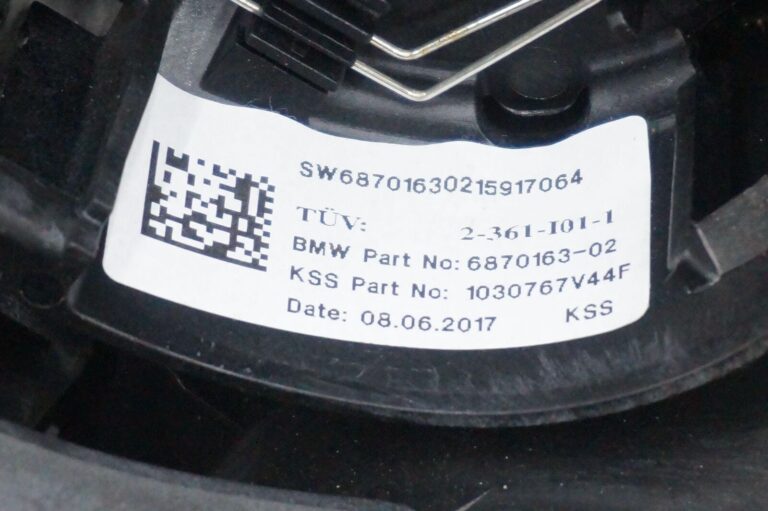 SW68701630215917064
TÜV: 2-361-I01-1
BMW Part No: 6870163-02
KSS Part No: 1030767V44F
Date: 08.06.2017 KSS